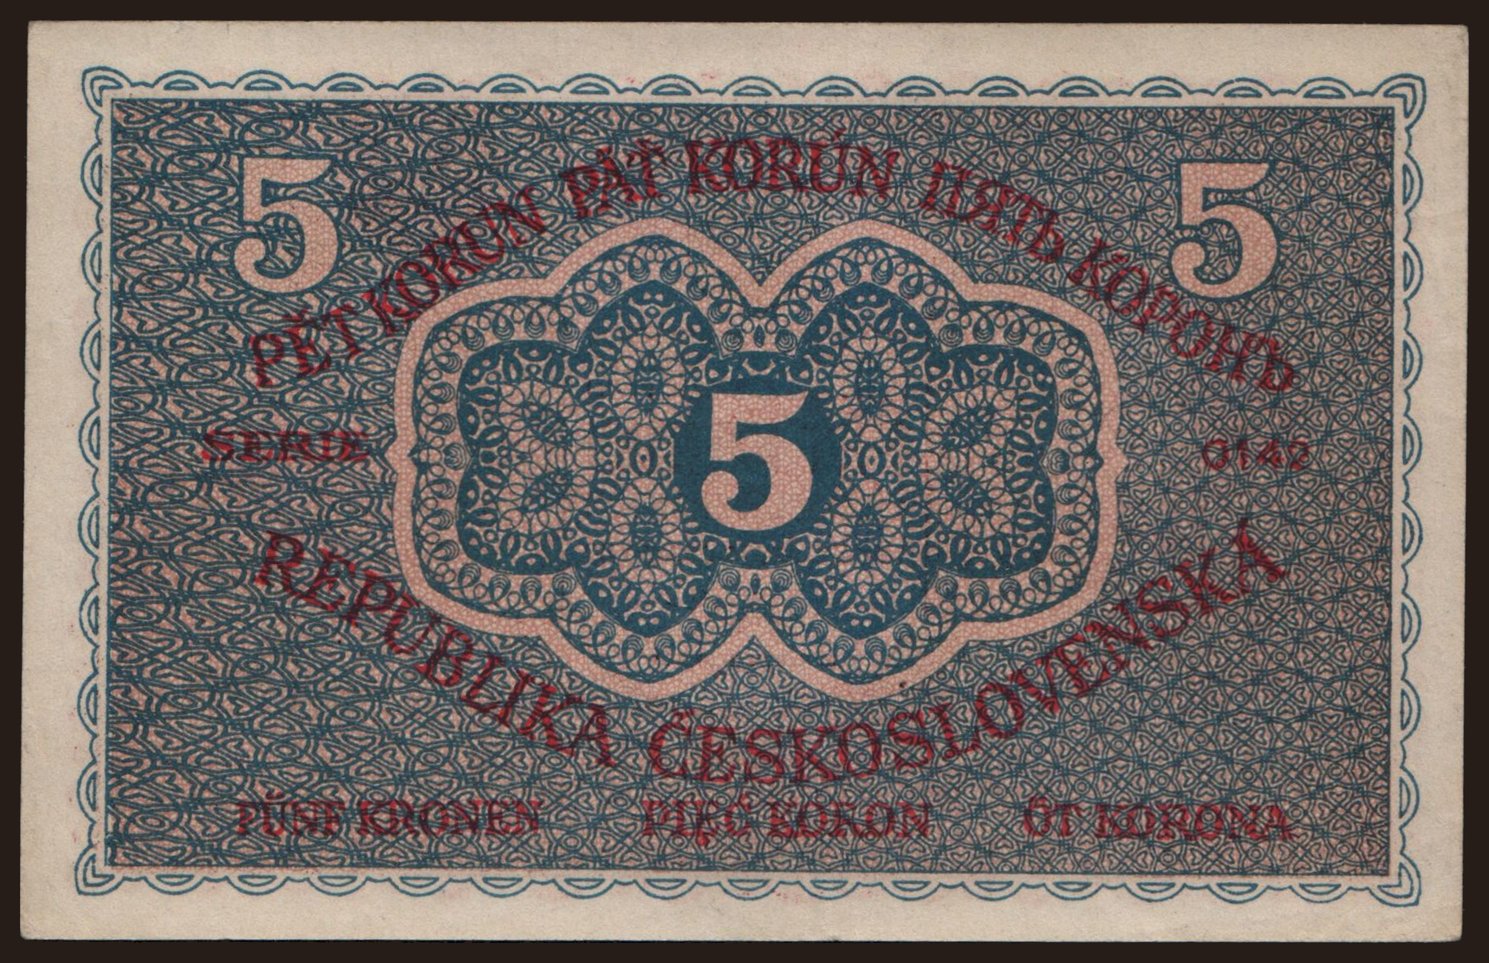 5 5
PĚT KORUN PÄŤ KORÚN ПЯТЬ КОРОНЪ
5
SERIE 0142
REPUBLIKA ČESKOSLOVENSKÁ
FÜNF KRONEN PIĘĆ KORON ÖT KORONA